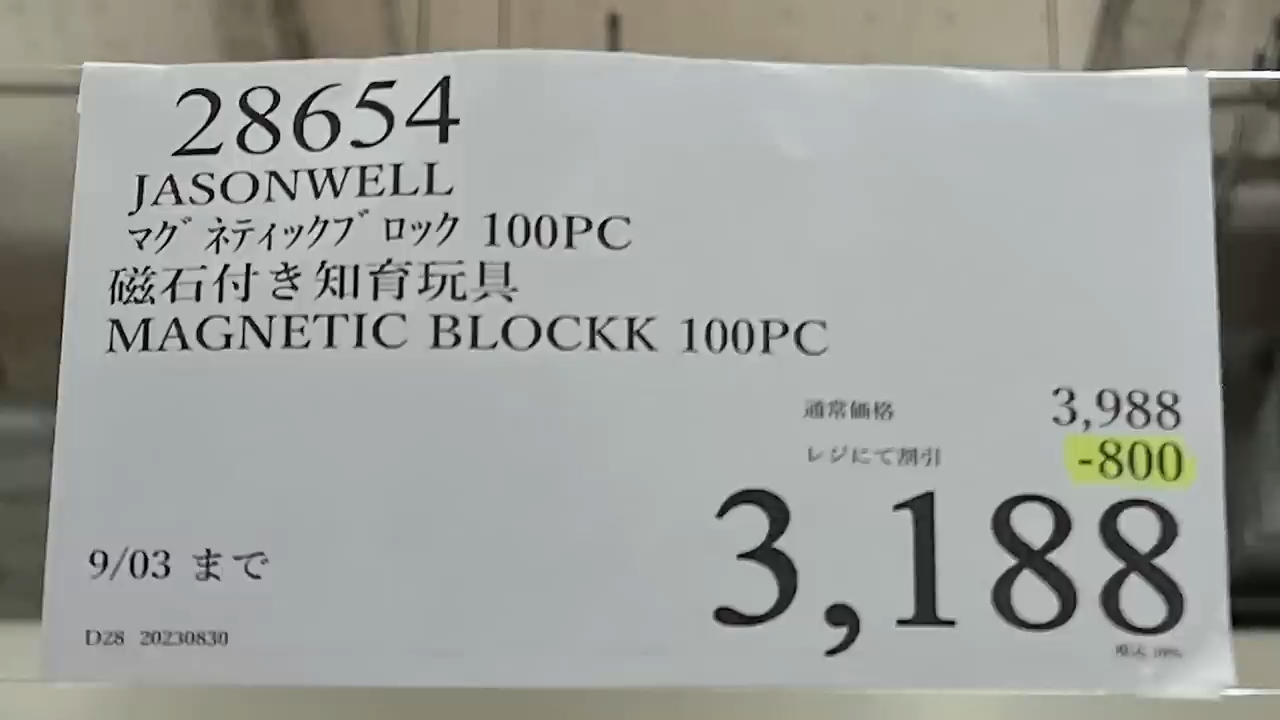 28654
JASONWELL
ﾏｸﾞﾈﾃｨｯｸﾌﾞﾛｯｸ 100PC
磁石付き知育玩具
MAGNETIC BLOCKK 100PC
通常価格 3,988
レジにて割引 -800
3,188
9/03 まで
D28 20230830